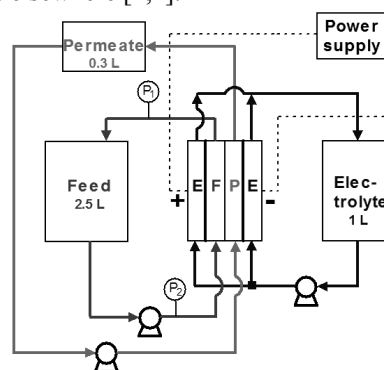 Power
supply
Permeate
0.3 L
P1
Feed
2.5 L
E F P E
+ -
Elec-
trolyte
1 L
P2